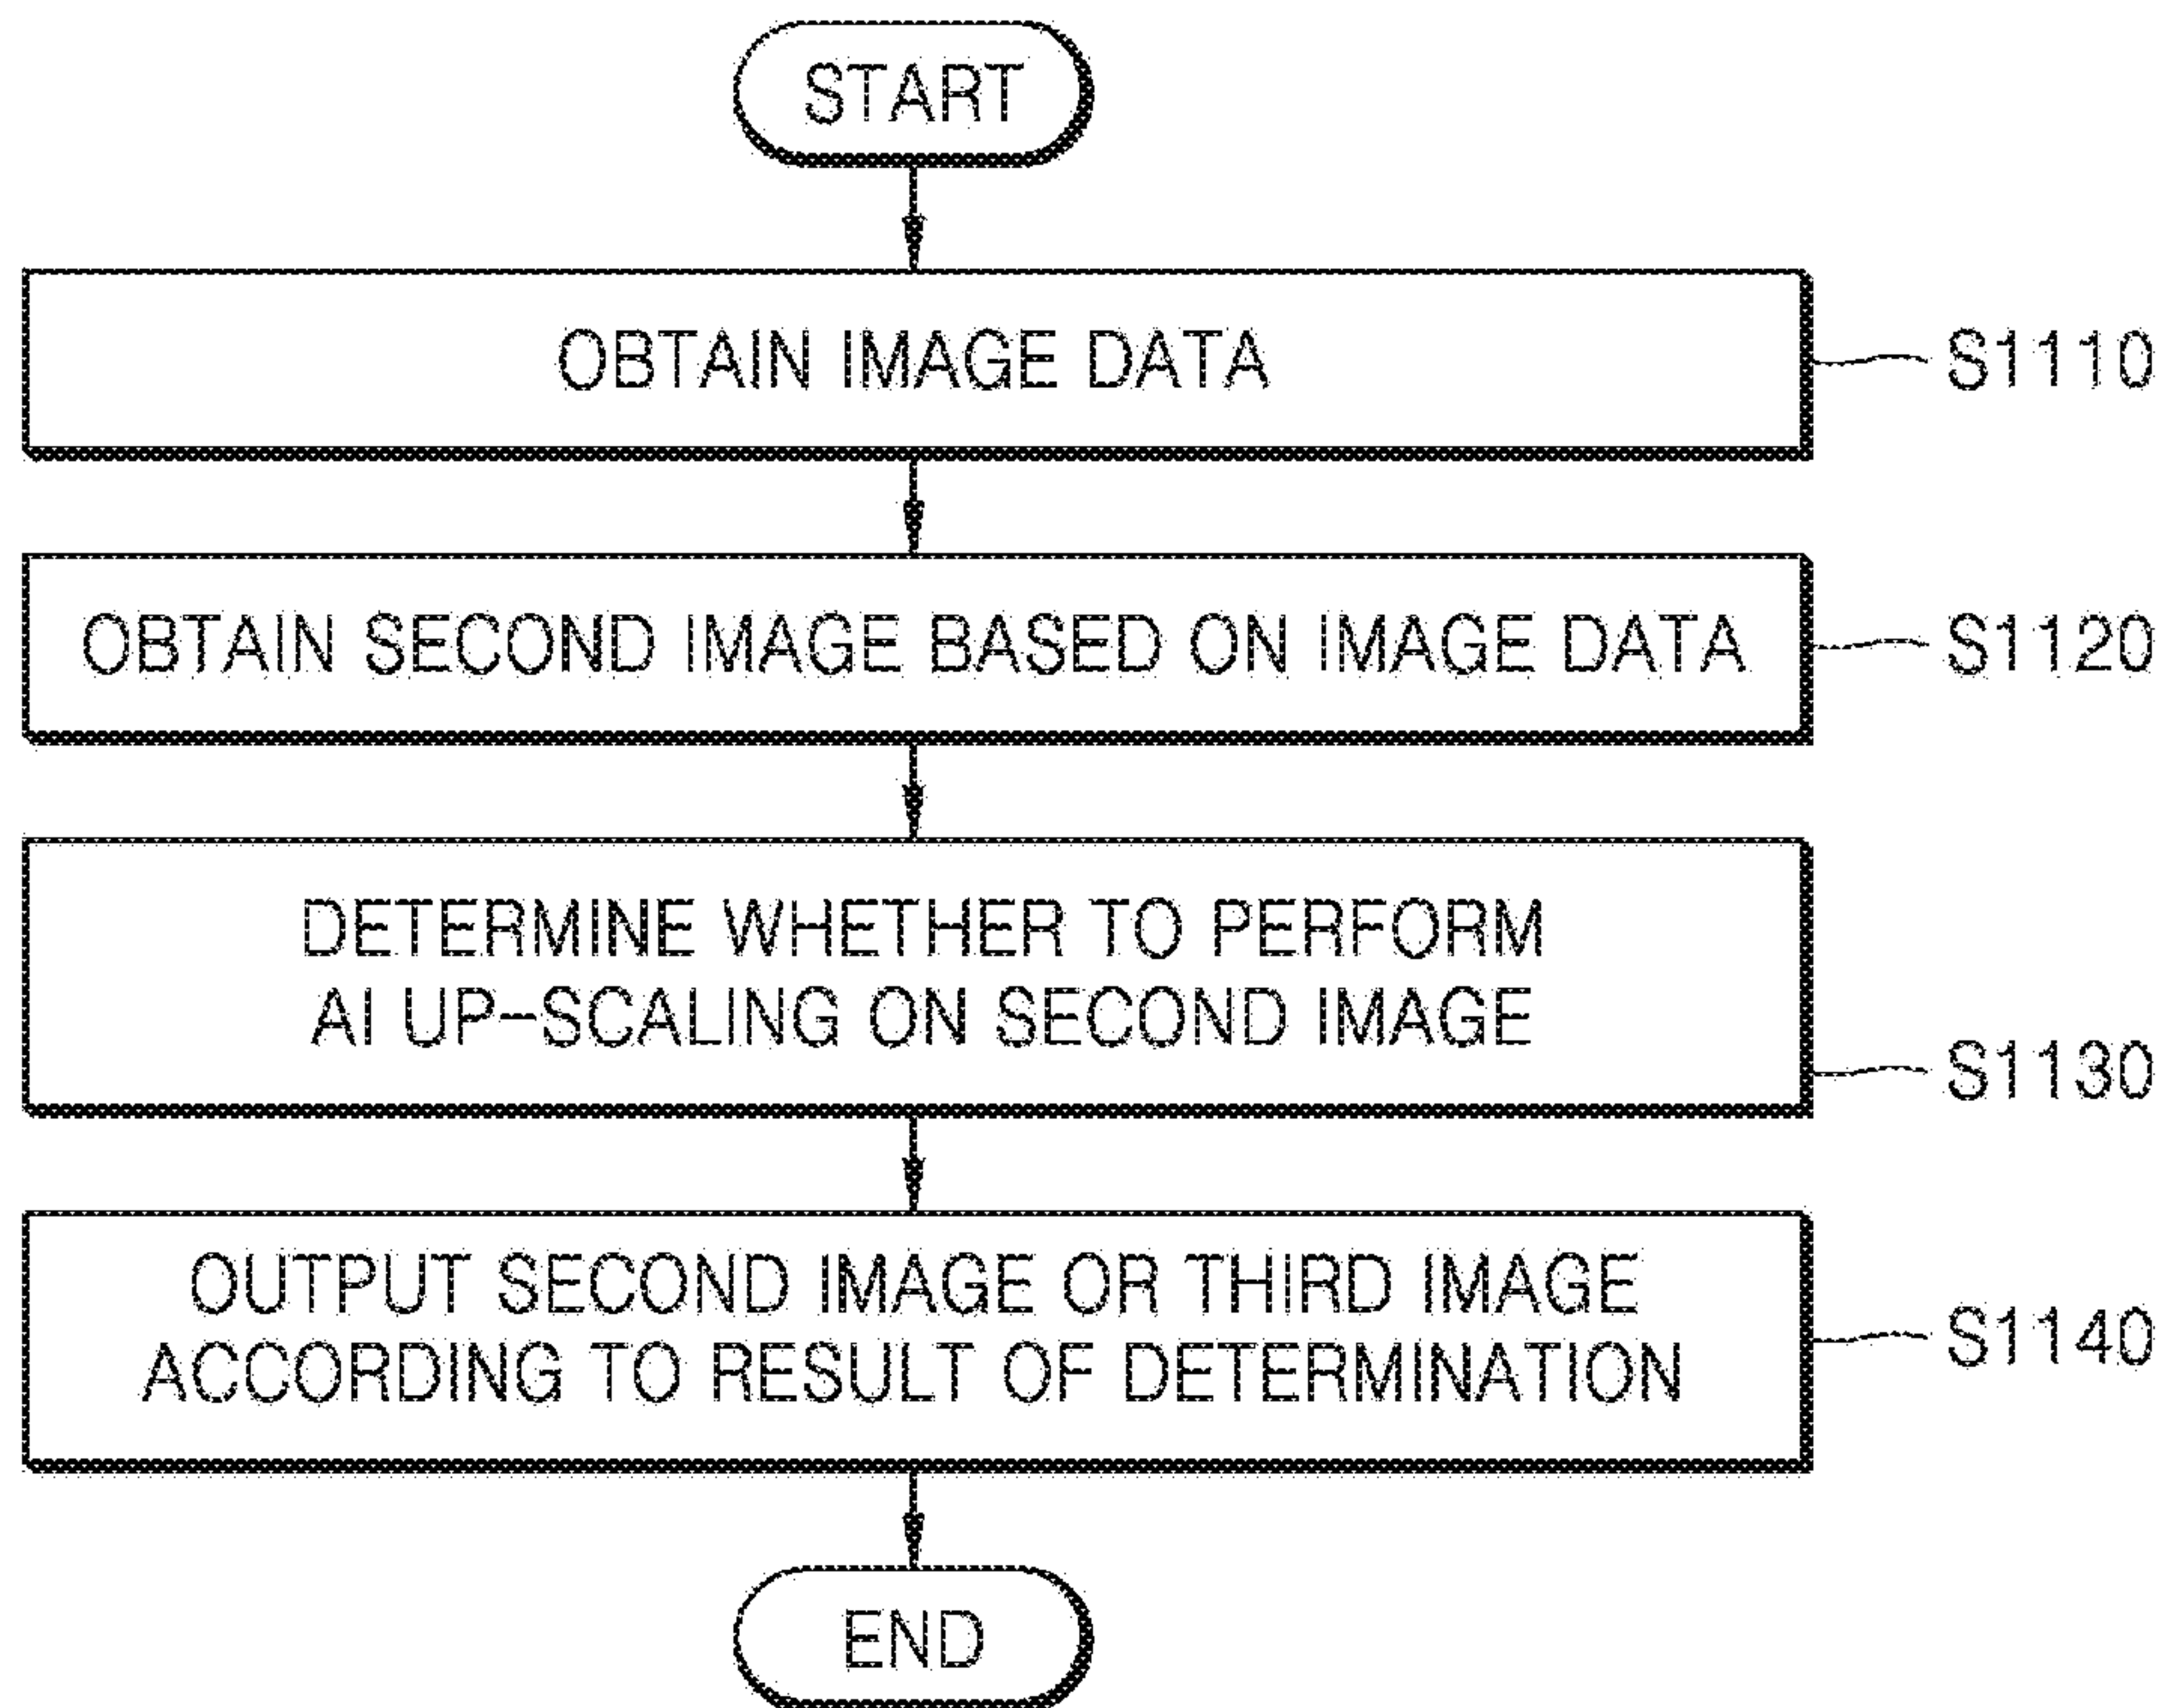 START
OBTAIN IMAGE DATA
S1110
OBTAIN SECOND IMAGE BASED ON IMAGE DATA
S1120
DETERMINE WHETHER TO PERFORM
AI UP-SCALING ON SECOND IMAGE
S1130
OUTPUT SECOND IMAGE OR THIRD IMAGE
ACCORDING TO RESULT OF DETERMINATION
S1140
END